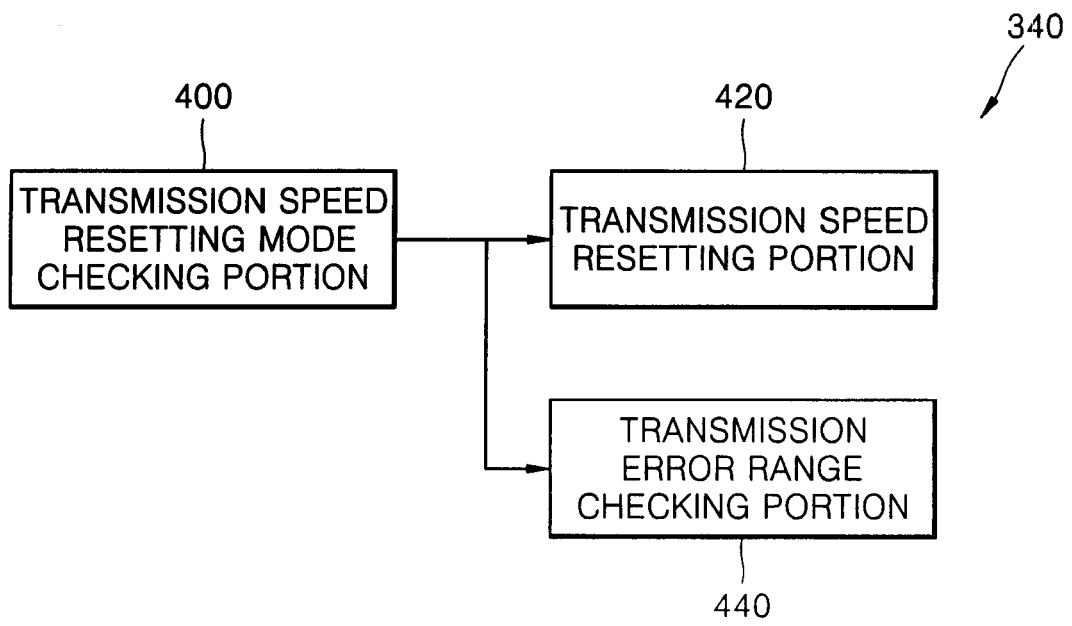 340
400
420
TRANSMISSION SPEED
RESETTING MODE
CHECKING PORTION
TRANSMISSION SPEED
RESETTING PORTION
TRANSMISSION
ERROR RANGE
CHECKING PORTION
440